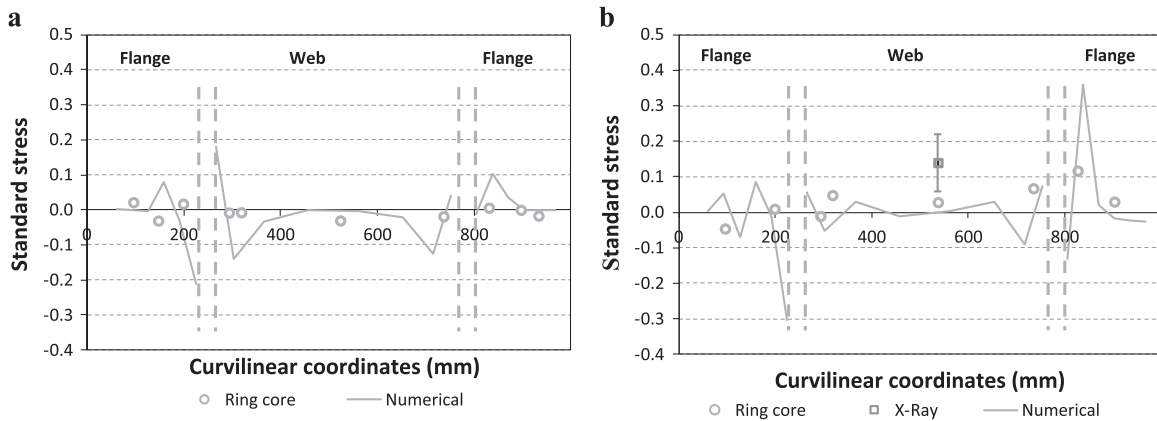 a
0.5
0.4
0.3
0.2
0.1
0.0
-0.1
-0.2
-0.3
-0.4
Standard stress
Flange Web Flange
0 200 400 600 800
Curvilinear coordinates (mm)
Ring core Numerical
b
0.5
0.4
0.3
0.2
0.1
0.0
-0.1
-0.2
-0.3
-0.4
Standard stress
Flange Web Flange
0 200 400 600 800
Curvilinear coordinates (mm)
Ring core X-Ray Numerical